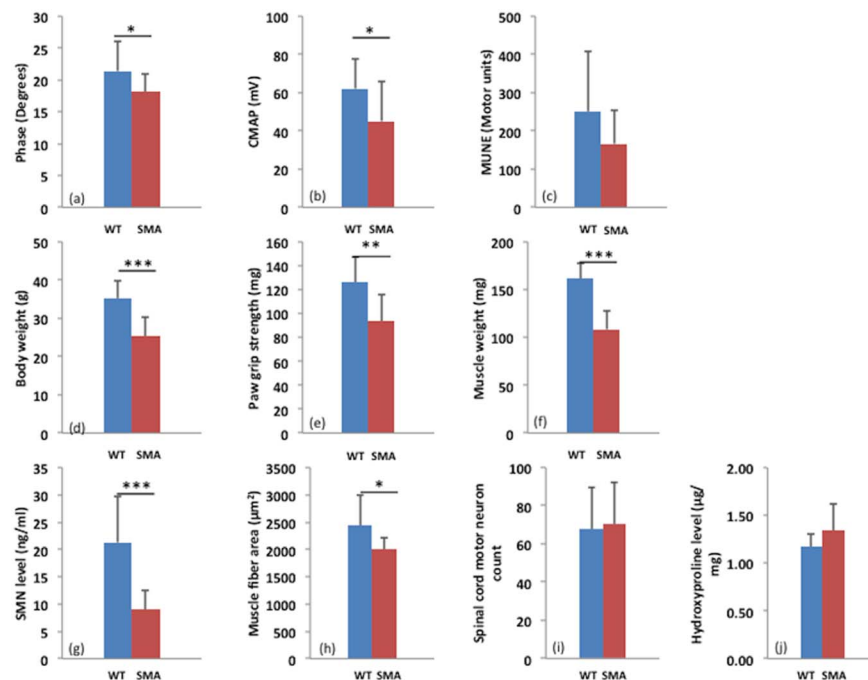 Phase (Degrees)
30
25
20
15
10
5
0
*
(a)
WT SMA
CMAP (mV)
100
80
60
40
20
0
*
(b)
WT SMA
MUNE (Motor units)
500
400
300
200
100
0
(c)
WT SMA
Body weight (g)
50
40
30
20
10
0
***
(d)
WT SMA
Paw grip strength (mg)
160
140
120
100
80
60
40
20
0
**
(e)
WT SMA
Muscle weight (mg)
200
150
100
50
0
***
(f)
WT SMA
SMN level (ng/ml)
35
30
25
20
15
10
5
0
***
(g)
WT SMA
Muscle fiber area (μm²)
3500
3000
2500
2000
1500
1000
500
0
*
(h)
WT SMA
Spinal cord motor neuron
count
100
80
60
40
20
0
(i)
WT SMA
Hydroxyproline level (μg/
mg)
2.00
1.50
1.00
0.50
0.00
(j)
WT SMA